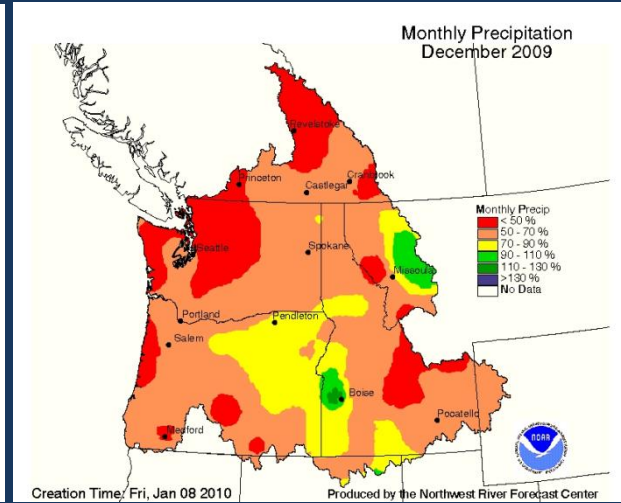 Monthly Precipitation
December 2009
Revelstoke
Princeton
Cranbrook
Castlegar
Seattle
Spokane
Missoula
Monthly Precip
< 50 %
50 - 70 %
70 - 90 %
90 - 110 %
110 - 130 %
>130 %
No Data
Portland
Pendleton
Salem
Boise
Pocatello
Medford
NOAA
Creation Time: Fri, Jan 08 2010
Produced by the Northwest River Forecast Center